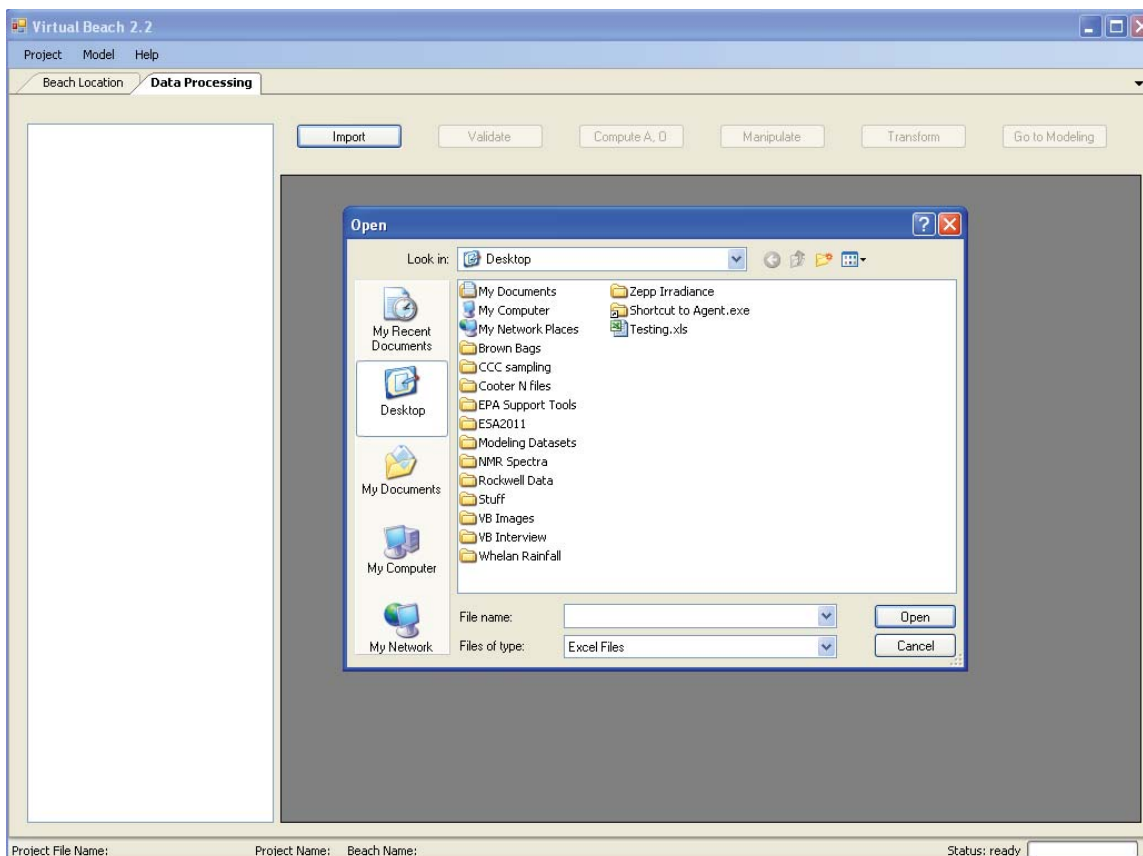 Virtual Beach 2.2
Project Model Help
Beach Location Data Processing
Import Validate Compute A, O Manipulate Transform Go to Modeling
Open
Look in: Desktop
My Recent Documents
Desktop
My Documents
My Computer
My Network
My Documents
My Computer
My Network Places
Brown Bags
CCC sampling
Cooter N files
EPA Support Tools
ESA2011
Modeling Datasets
NMR Spectra
Rockwell Data
Stuff
VB Images
VB Interview
Whelan Rainfall
Zepp Irradiance
Shortcut to Agent.exe
Testing.xls
File name: Open
Files of type: Excel Files Cancel
Project File Name: Project Name: Beach Name: Status: ready